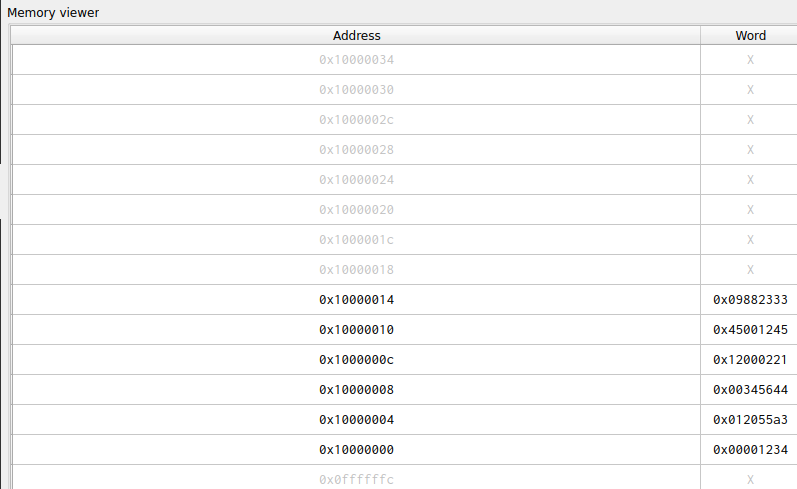 Memory viewer
Address Word
0x10000034 X
0x10000030 X
0x1000002c X
0x10000028 X
0x10000024 X
0x10000020 X
0x1000001c X
0x10000018 X
0x10000014 0x09882333
0x10000010 0x45001245
0x1000000c 0x12000221
0x10000008 0x00345644
0x10000004 0x012055a3
0x10000000 0x00001234
0x0ffffffc X